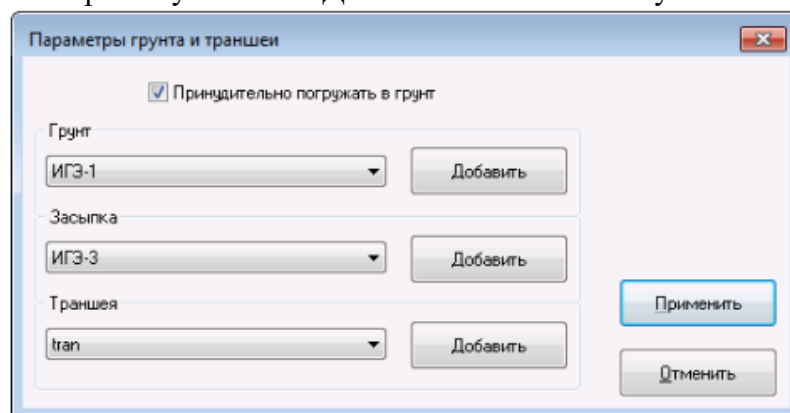 Параметры грунта и траншеи
Принудительно погружать в грунт
Грунт
ИГЭ-1
Добавить
Засыпка
ИГЭ-3
Добавить
Траншея
tran
Добавить
Применить
Отменить